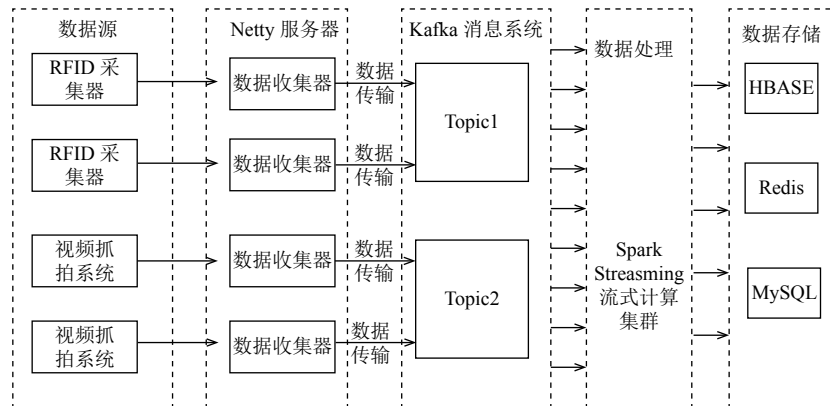 数据源
RFID 采
集器
RFID 采
集器
视频抓
拍系统
视频抓
拍系统
Netty 服务器
数据收集器
数据收集器
数据收集器
数据收集器
数据
传输
数据
传输
数据
传输
数据
传输
Kafka 消息系统
Topic1
Topic2
数据处理
Spark
Streasming
流式计算
集群
数据存储
HBASE
Redis
MySQL